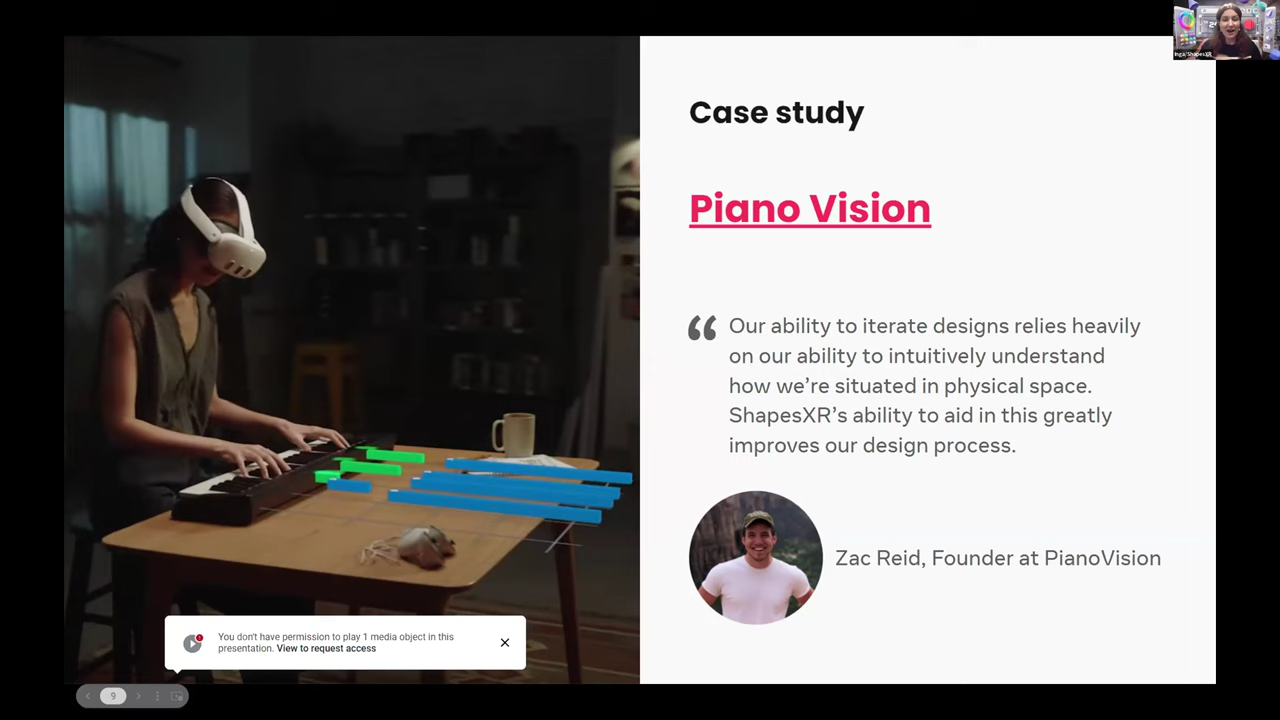 Inga/ShapesXR
Case study
Piano Vision
“ Our ability to iterate designs relies heavily
on our ability to intuitively understand
how we’re situated in physical space.
ShapesXR’s ability to aid in this greatly
improves our design process.
Zac Reid, Founder at PianoVision
You don't have permission to play 1 media object in this
presentation. View to request access
9